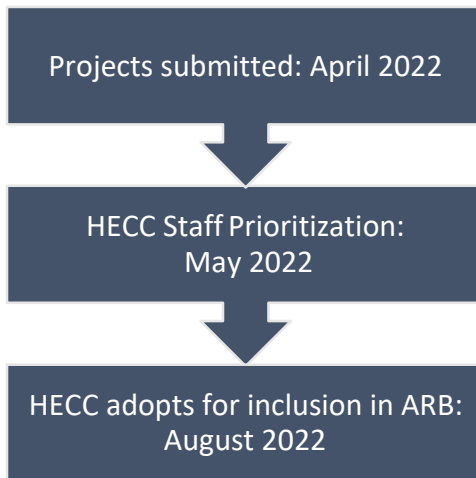 Projects submitted: April 2022
HECC Staff Prioritization:
May 2022
HECC adopts for inclusion in ARB:
August 2022